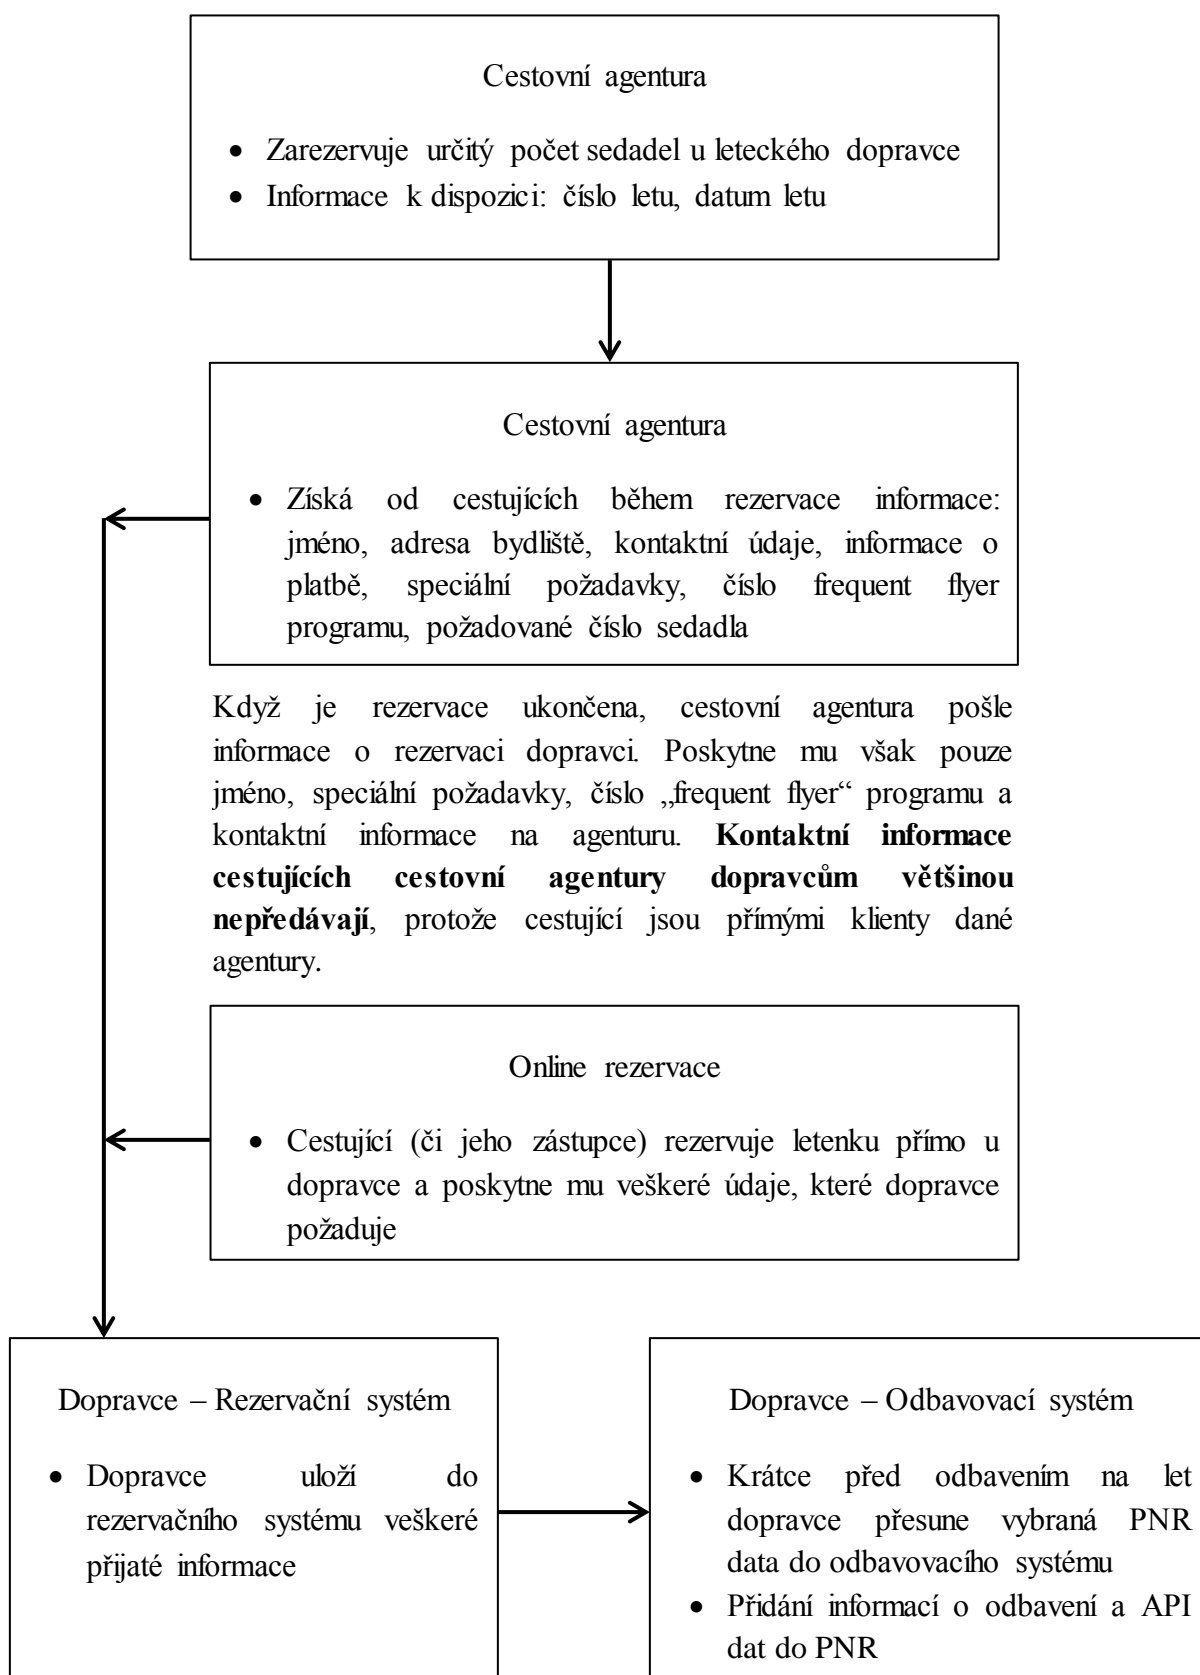 Cestovní agentura
• Zarezervuje určitý počet sedadel u leteckého dopravce
• Informace k dispozici: číslo letu, datum letu
Cestovní agentura
• Získá od cestujících během rezervace informace:
jméno, adresa bydliště, kontaktní údaje, informace o
platbě, speciální požadavky, číslo frequent flyer
programu, požadované číslo sedadla
Když je rezervace ukončena, cestovní agentura pošle
informace o rezervaci dopravci. Poskytne mu však pouze
jméno, speciální požadavky, číslo „frequent flyer“ programu a
kontaktní informace na agenturu. Kontaktní informace
cestujících cestovní agentury dopravcům většinou
nepředávají, protože cestující jsou přímými klienty dané
agentury.
Online rezervace
• Cestující (či jeho zástupce) rezervuje letenku přímo u
dopravce a poskytne mu veškeré údaje, které dopravce
požaduje
Dopravce – Rezervační systém
• Dopravce uloží do
rezervačního systému veškeré
přijaté informace
Dopravce – Odbavovací systém
• Krátce před odbavením na let
dopravce přesune vybraná PNR
data do odbavovacího systému
• Přidání informací o odbavení a API
dat do PNR